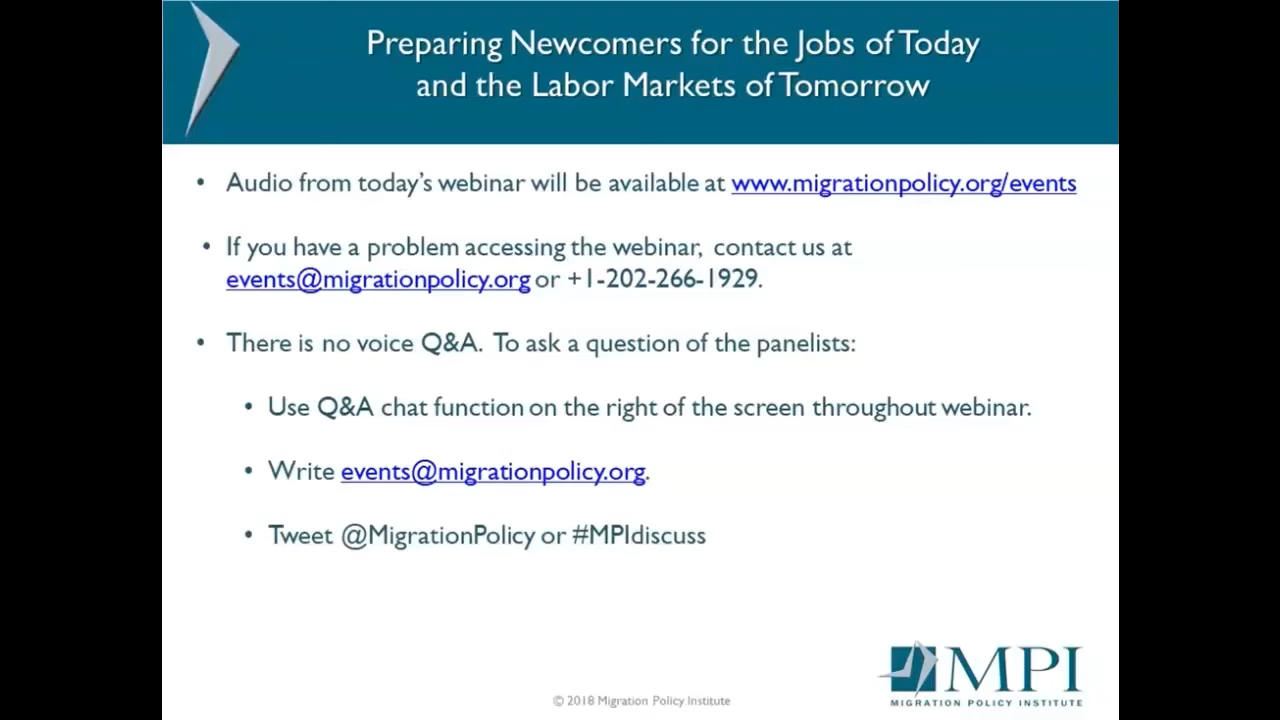 Preparing Newcomers for the Jobs of Today
and the Labor Markets of Tomorrow
• Audio from today's webinar will be available at www.migrationpolicy.org/events
• If you have a problem accessing the webinar, contact us at
events@migrationpolicy.org or +1-202-266-1929.
• There is no voice Q&A. To ask a question of the panelists:
• Use Q&A chat function on the right of the screen throughout webinar.
• Write events@migrationpolicy.org.
• Tweet @MigrationPolicy or #MPIdiscuss
MPI
MIGRATION POLICY INSTITUTE
© 2018 Migration Policy Institute